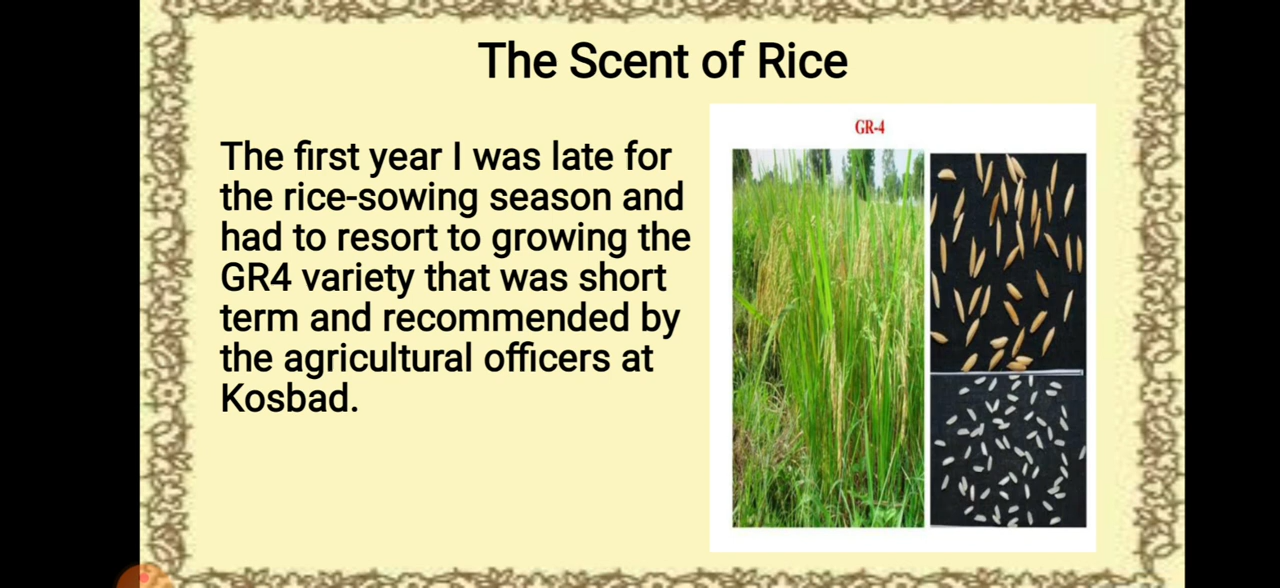 The Scent of Rice
The first year I was late for
the rice-sowing season and
had to resort to growing the
GR4 variety that was short
term and recommended by
the agricultural officers at
Kosbad.
GR-4